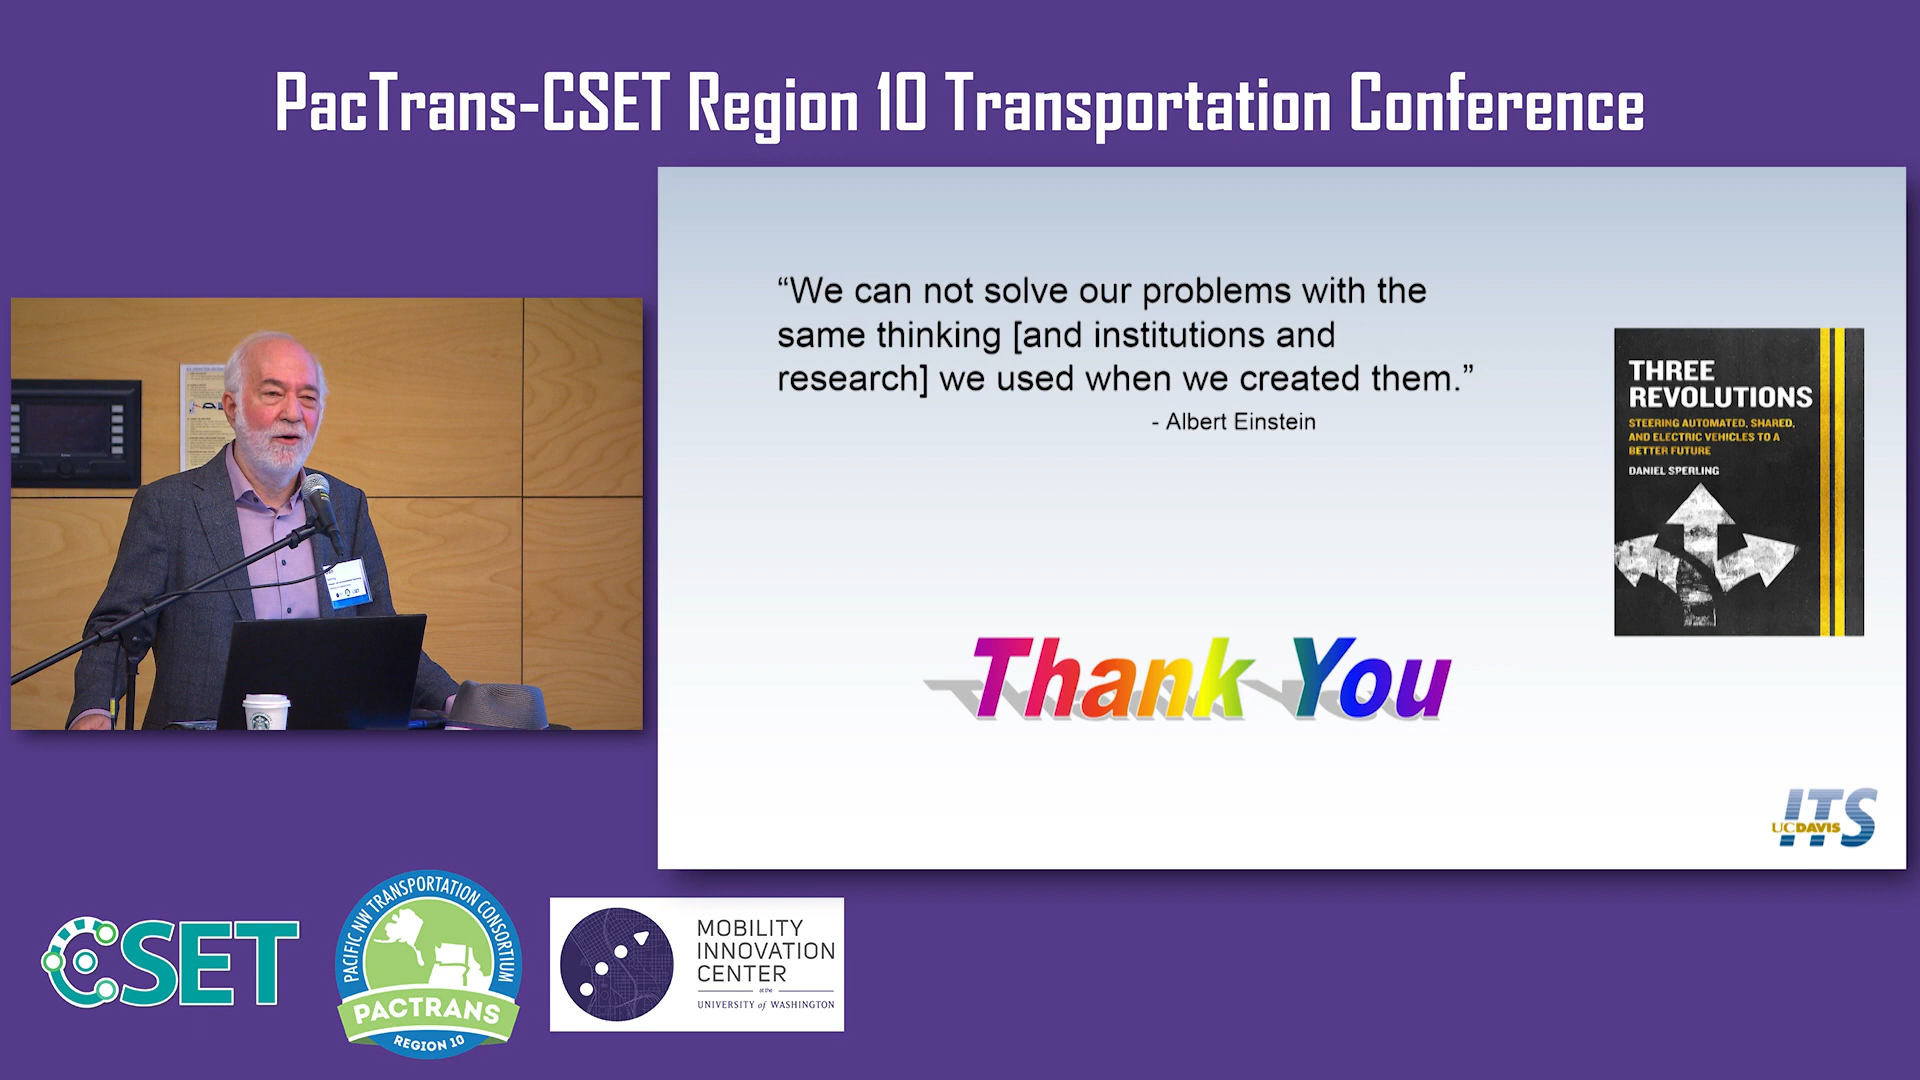 PacTrans-CSET Region 10 Transportation Conference
“We can not solve our problems with the
same thinking [and institutions and
research] we used when we created them.”
- Albert Einstein
THREE
REVOLUTIONS
STEERING AUTOMATED, SHARED,
AND ELECTRIC VEHICLES TO A
BETTER FUTURE
DANIEL SPERLING
Thank You
ITS
UCDAVIS
CSET
PACIFIC NW TRANSPORTATION CONSORTIUM
PACTRANS
REGION 10
MOBILITY
INNOVATION
CENTER
at the
UNIVERSITY of WASHINGTON